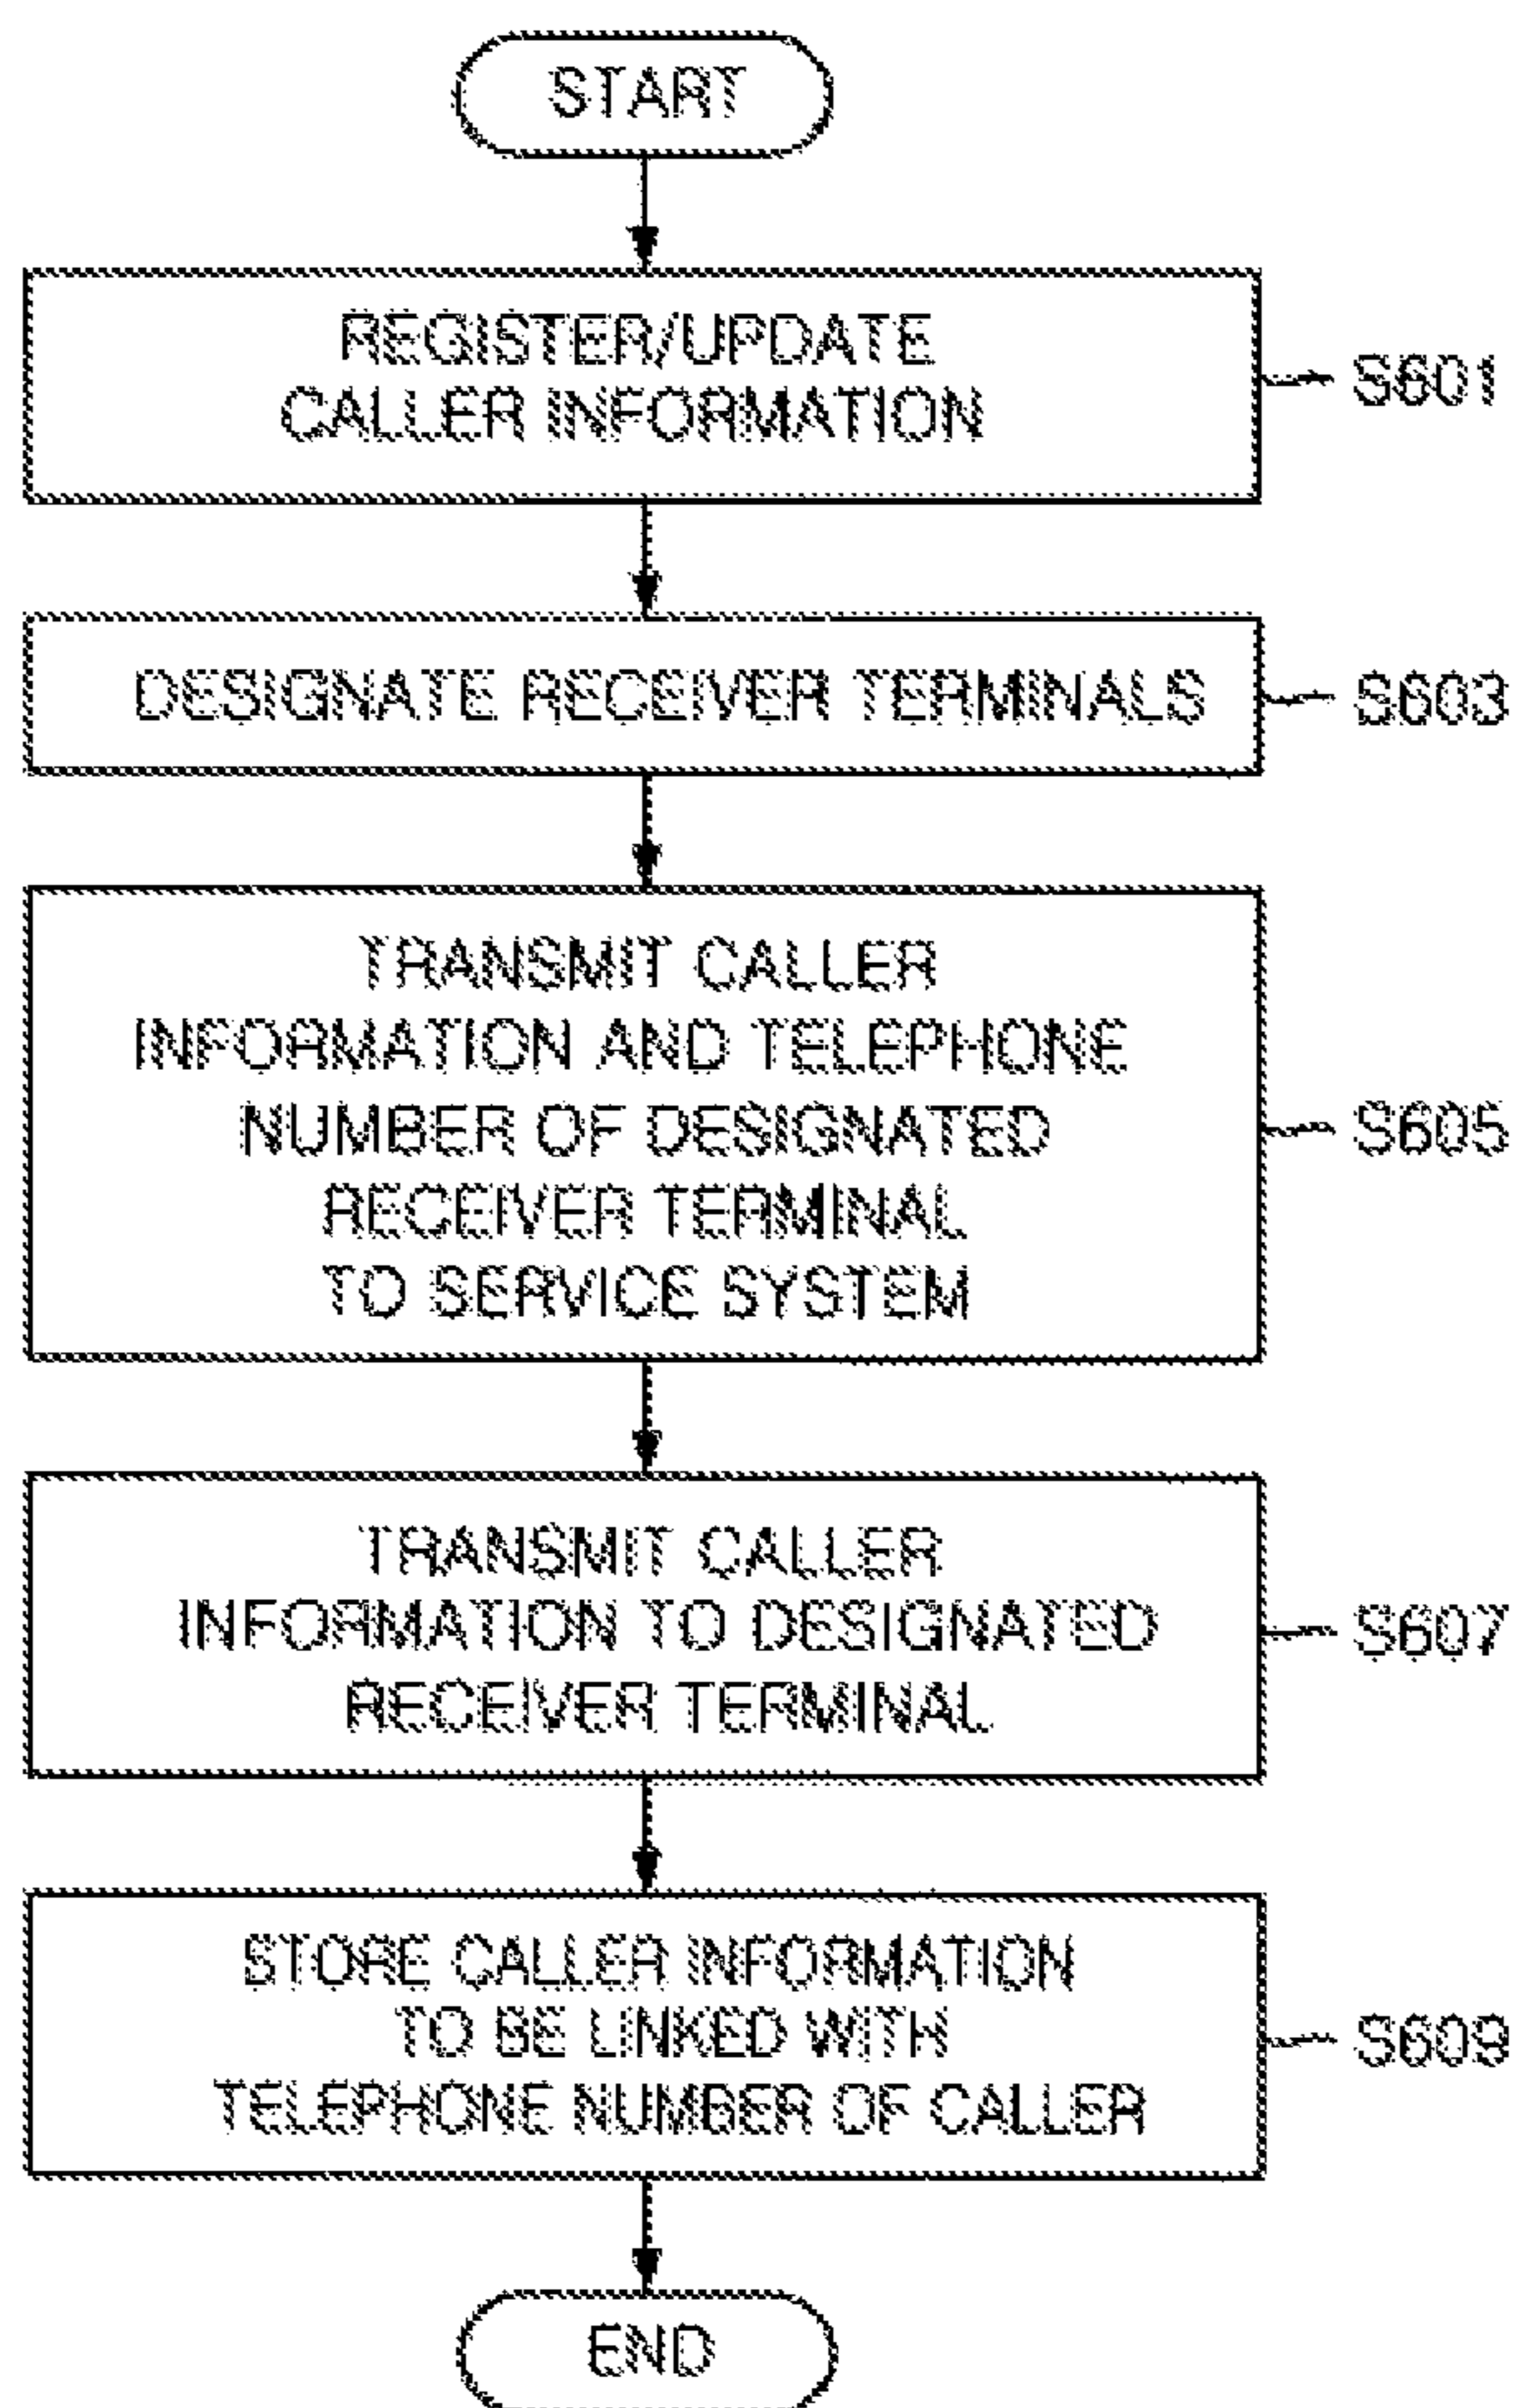 START
REGISTER/UPDATE
CALLER INFORMATION
S601
DESIGNATE RECEIVER TERMINALS
S603
TRANSMIT CALLER
INFORMATION AND TELEPHONE
NUMBER OF DESIGNATED
RECEIVER TERMINAL
TO SERVICE SYSTEM
S605
TRANSMIT CALLER
INFORMATION TO DESIGNATED
RECEIVER TERMINAL
S607
STORE CALLER INFORMATION
TO BE LINKED WITH
TELEPHONE NUMBER OF CALLER
S609
END